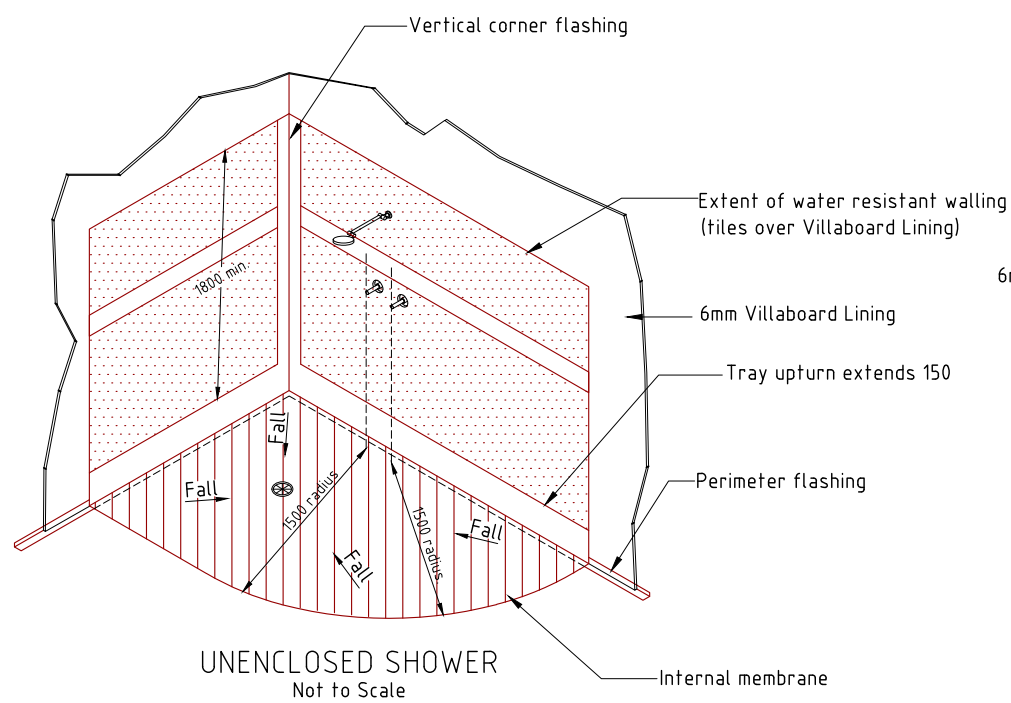 Vertical corner flashing
Extent of water resistant walling
(tiles over Villaboard Lining)
6mm Villaboard Lining
Tray upturn extends 150
Perimeter flashing
Internal membrane
1800 min.
Fall
Fall
1500 radius
1500 radius
Fall
Fall
UNENCLOSED SHOWER
Not to Scale